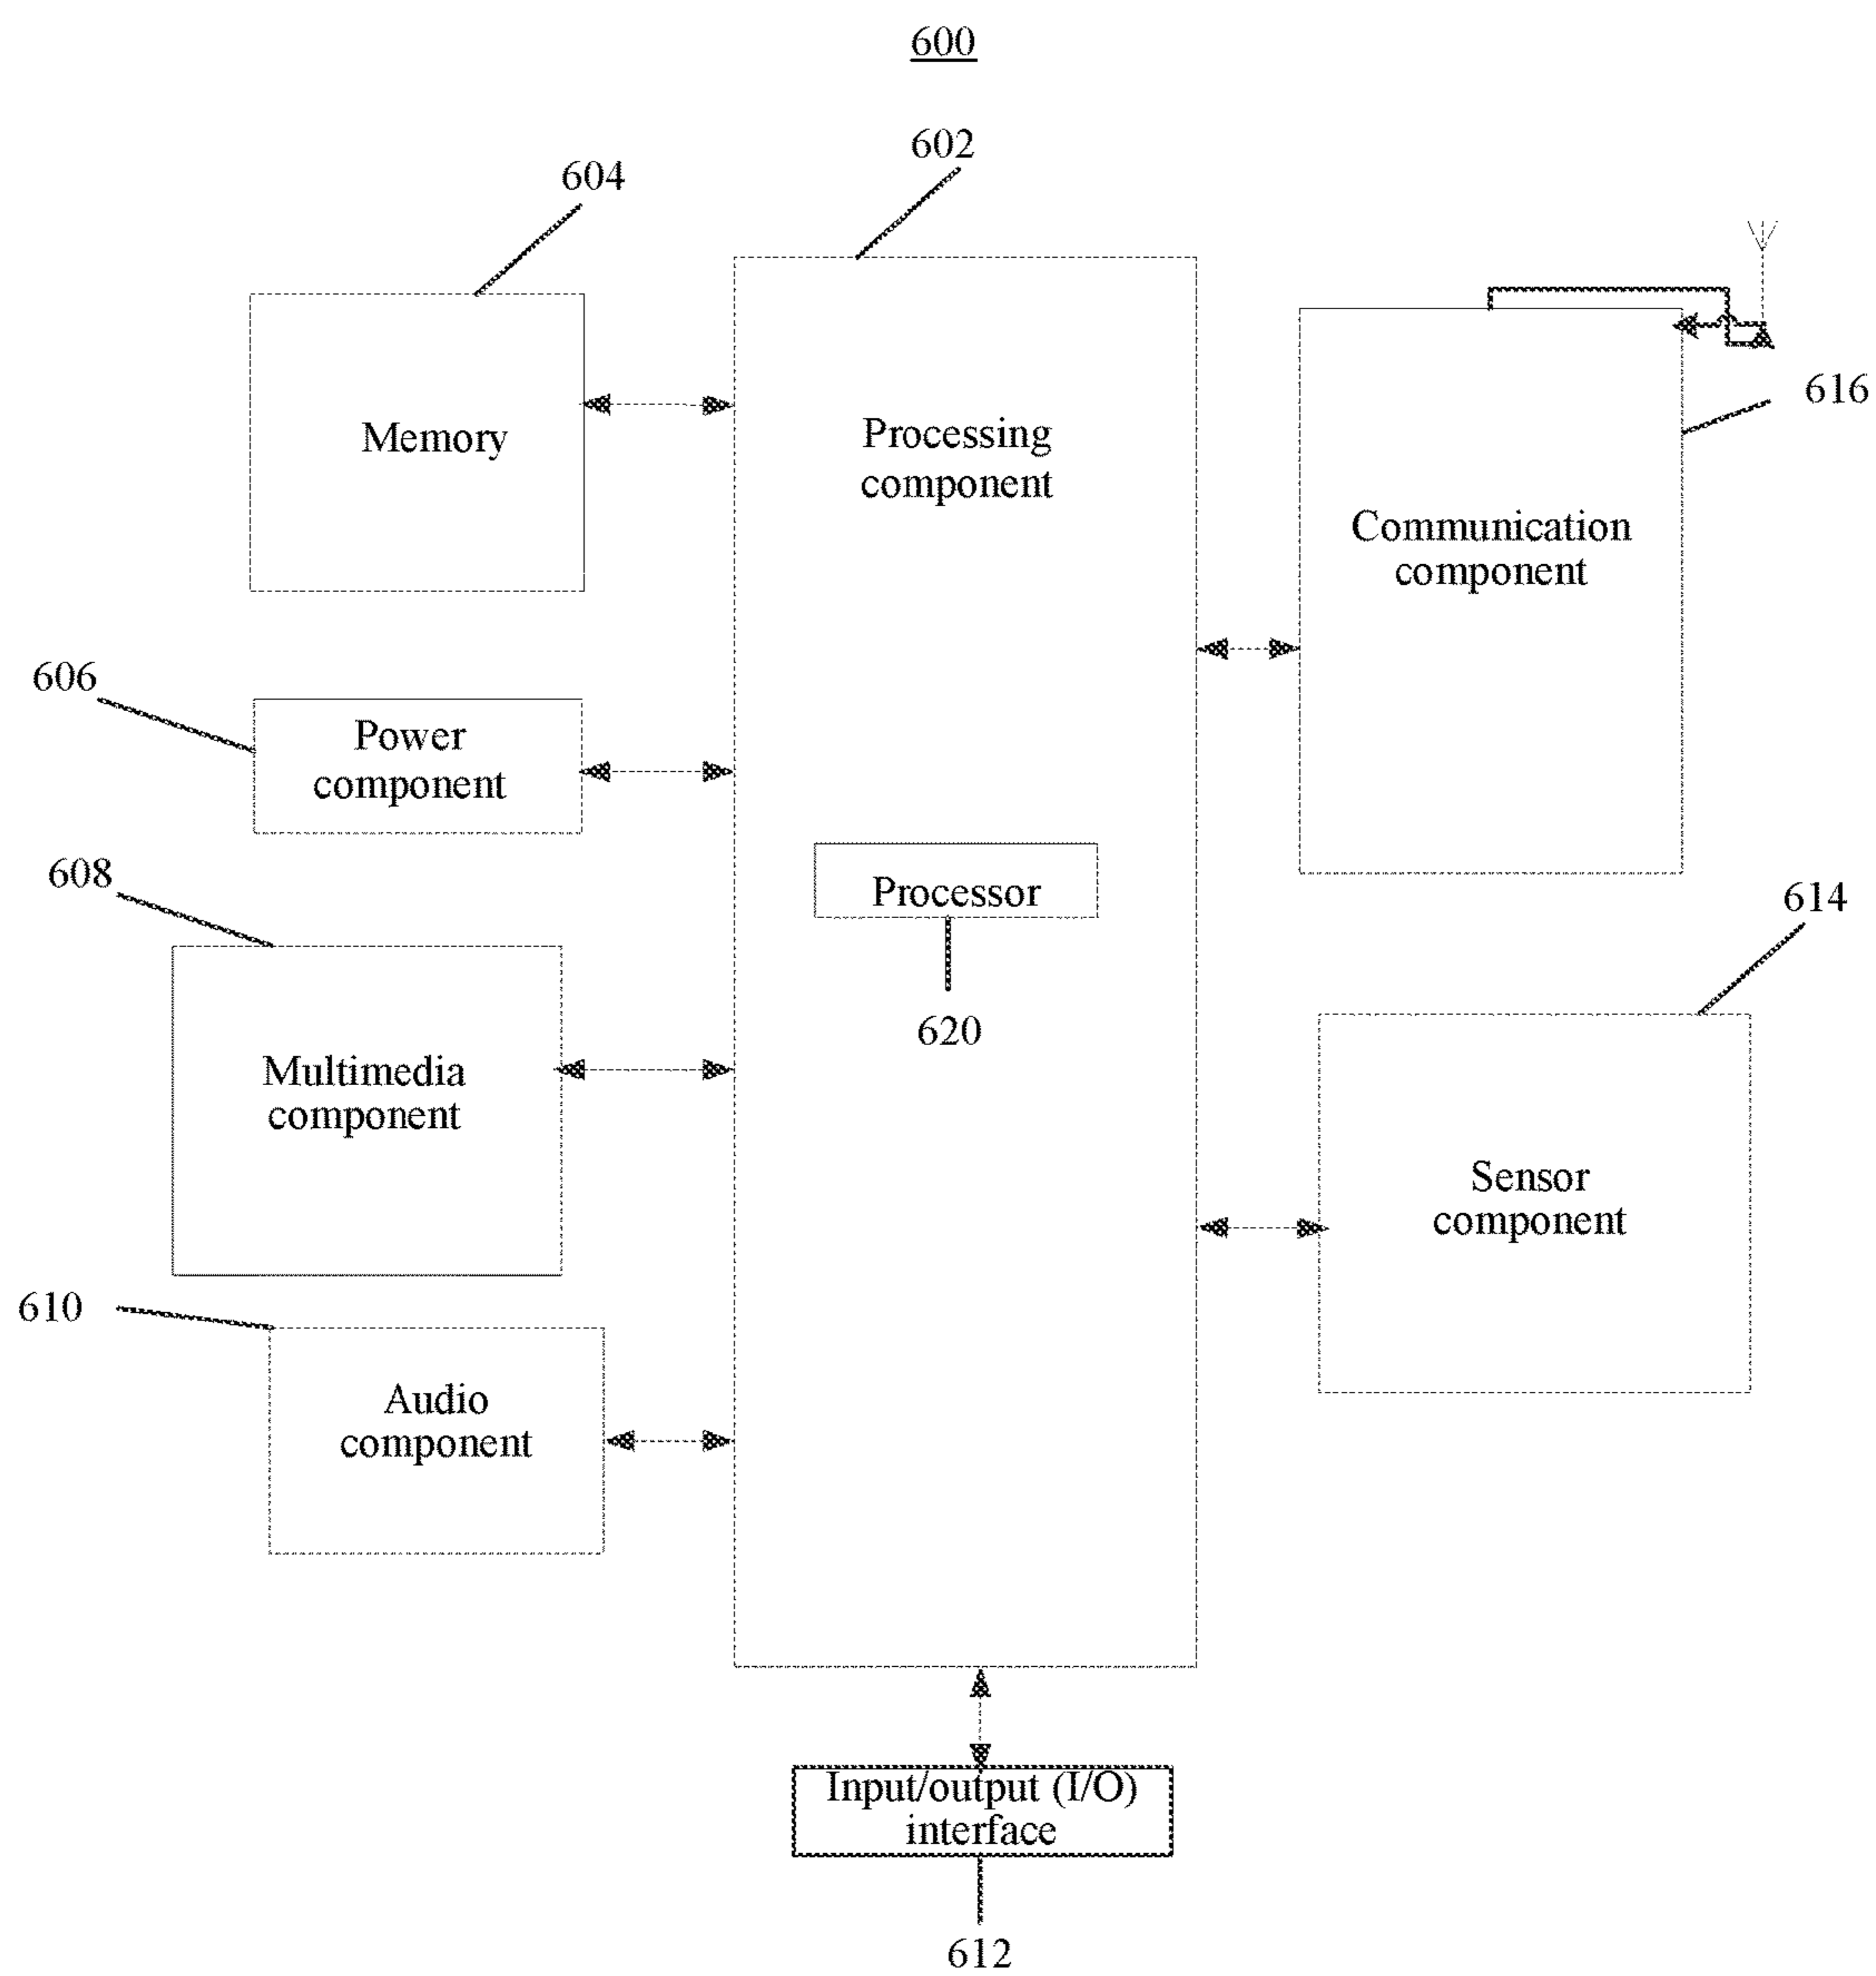 600
602
604
Memory
Processing
component
616
Communication
component
606
Power
component
608
Processor
614
620
Multimedia
component
Sensor
component
610
Audio
component
Input/output (I/O)
interface
612